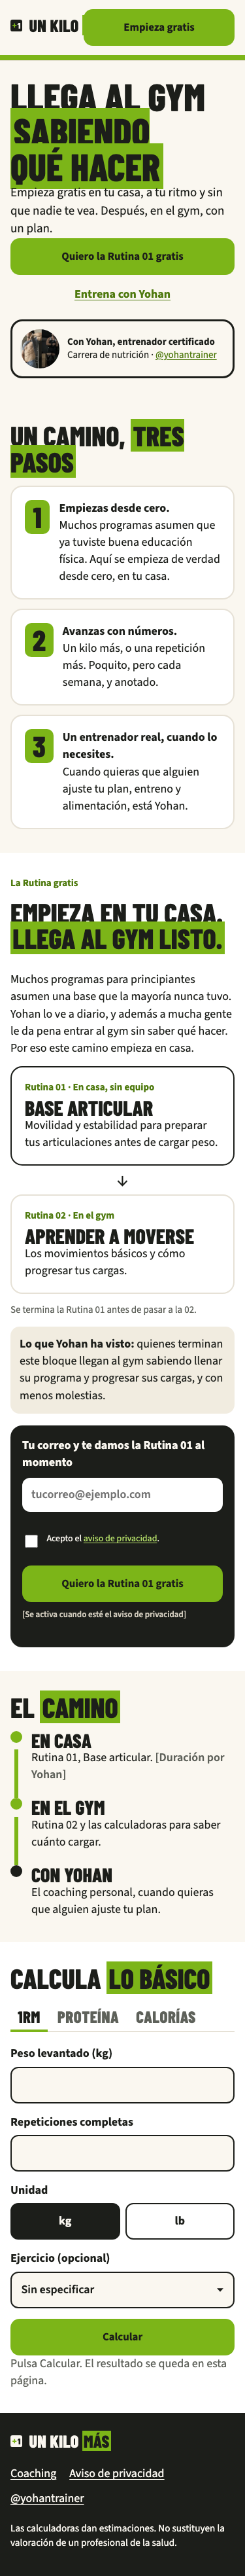 +1 UN KILO
Empieza gratis
LLEGA AL GYM
SABIENDO
QUÉ HACER
Empieza gratis en tu casa, a tu ritmo y sin
que nadie te vea. Después, en el gym, con
un plan.
Quiero la Rutina 01 gratis
Entrena con Yohan
Con Yohan, entrenador certificado
Carrera de nutrición · @yohantrainer
UN CAMINO, TRES
PASOS
1
Empiezas desde cero.
Muchos programas asumen que
ya tuviste buena educación
física. Aquí se empieza de verdad
desde cero, en tu casa.
2
Avanzas con números.
Un kilo más, o una repetición
más. Poquito, pero cada
semana, y anotado.
3
Un entrenador real, cuando lo
necesites.
Cuando quieras que alguien
ajuste tu plan, entreno y
alimentación, está Yohan.
La Rutina gratis
EMPIEZA EN TU CASA.
LLEGA AL GYM LISTO.
Muchos programas para principiantes
asumen una base que la mayoría nunca tuvo.
Yohan lo ve a diario, y además a mucha gente
le da pena entrar al gym sin saber qué hacer.
Por eso este camino empieza en casa.
Rutina 01 · En casa, sin equipo
BASE ARTICULAR
Movilidad y estabilidad para preparar
tus articulaciones antes de cargar peso.
↓
Rutina 02 · En el gym
APRENDER A MOVERSE
Los movimientos básicos y cómo
progresar tus cargas.
Se termina la Rutina 01 antes de pasar a la 02.
Lo que Yohan ha visto: quienes terminan
este bloque llegan al gym sabiendo llenar
su programa y progresar sus cargas, y con
menos molestias.
Tu correo y te damos la Rutina 01 al
momento
tucorreo@ejemplo.com
Acepto el aviso de privacidad.
Quiero la Rutina 01 gratis
[Se activa cuando esté el aviso de privacidad]
EL CAMINO
EN CASA
Rutina 01, Base articular. [Duración por
Yohan]
EN EL GYM
Rutina 02 y las calculadoras para saber
cuánto cargar.
CON YOHAN
El coaching personal, cuando quieras
que alguien ajuste tu plan.
CALCULA LO BÁSICO
1RM PROTEÍNA CALORÍAS
Peso levantado (kg)
Repeticiones completas
Unidad
kg lb
Ejercicio (opcional)
Sin especificar
Calcular
Pulsa Calcular. El resultado se queda en esta
página.
+1 UN KILO MÁS
Coaching Aviso de privacidad
@yohantrainer
Las calculadoras dan estimaciones. No sustituyen la
valoración de un profesional de la salud.